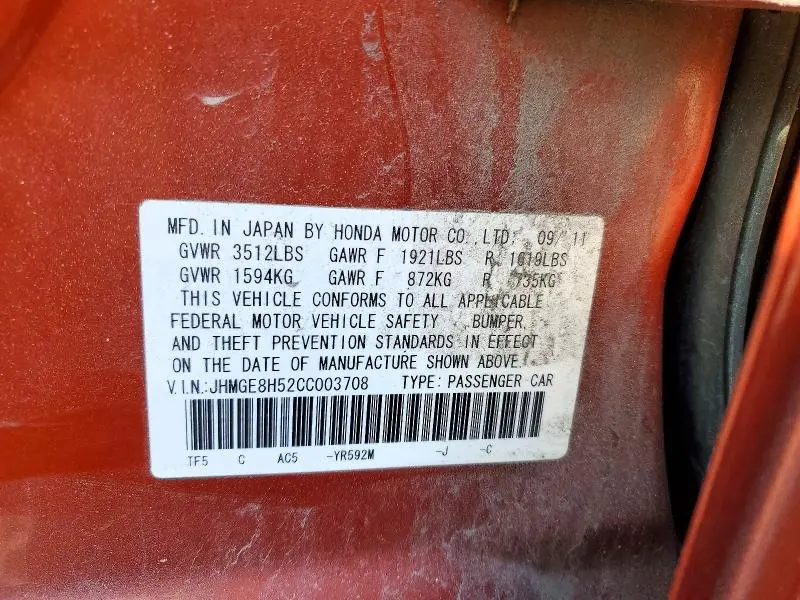 MFD. IN JAPAN BY HONDA MOTOR CO.,LTD. 09 11
GVWR 3512LBS GAWR F 1921LBS R 1619LBS
GVWR 1594KG GAWR F 872KG R 735KG
THIS VEHICLE CONFORMS TO ALL APPLICABLE
FEDERAL MOTOR VEHICLE SAFETY BUMPER,
AND THEFT PREVENTION STANDARDS IN EFFECT
ON THE DATE OF MANUFACTURE SHOWN ABOVE.
V.I.N.:JHMGE8H52CC003708 TYPE: PASSENGER CAR
TF5 C AC5 -YR592M -J -C